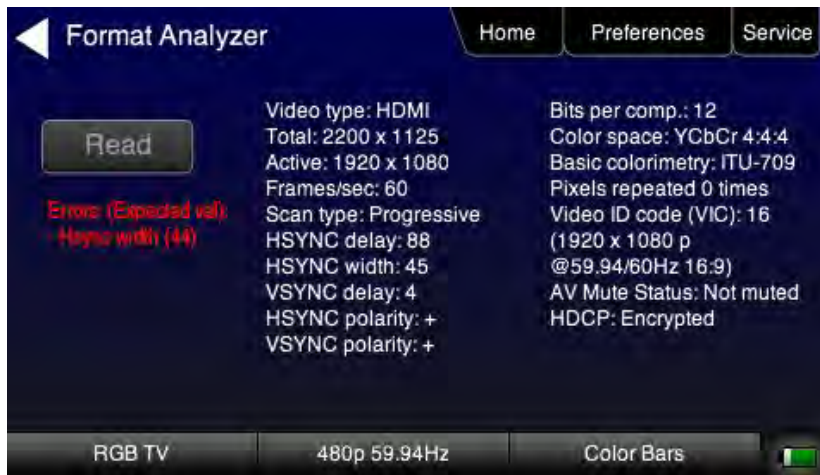 Format Analyzer
Home
Preferences
Service
Read
Errors: (Expected val):
Hsync width (44)
Video type: HDMI
Total: 2200 x 1125
Active: 1920 x 1080
Frames/sec: 60
Scan type: Progressive
HSYNC delay: 88
HSYNC width: 45
VSYNC delay: 4
HSYNC polarity: +
VSYNC polarity: +
Bits per comp.: 12
Color space: YCbCr 4:4:4
Basic colorimetry: ITU-709
Pixels repeated 0 times
Video ID code (VIC): 16
(1920 x 1080 p
@59.94/60Hz 16:9)
AV Mute Status: Not muted
HDCP: Encrypted
RGB TV
480p 59.94Hz
Color Bars